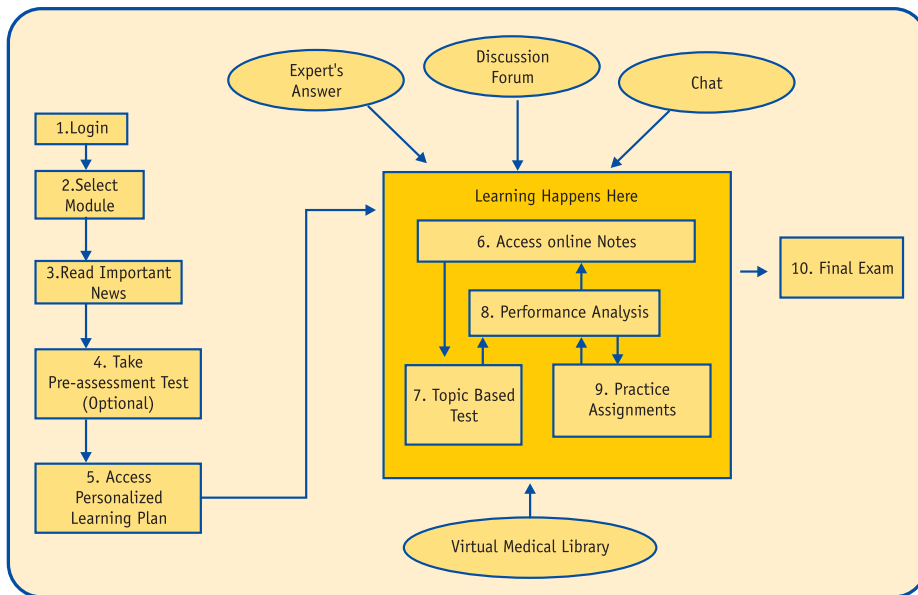 Expert's
Answer
Discussion
Forum
Chat
1.Login
2.Select
Module
3.Read Important
News
4. Take
Pre-assessment Test
(Optional)
5. Access
Personalized
Learning Plan
Learning Happens Here
6. Access online Notes
8. Performance Analysis
7. Topic Based
Test
9. Practice
Assignments
10. Final Exam
Virtual Medical Library